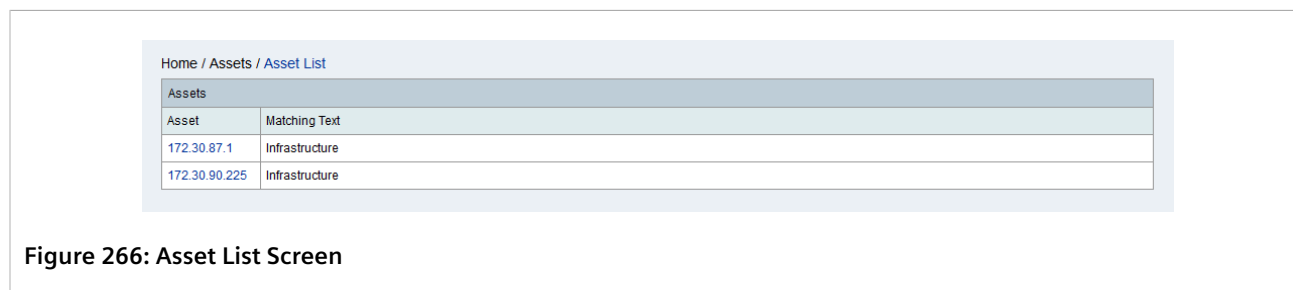 Home / Assets / Asset List
Assets
Asset Matching Text
172.30.87.1 Infrastructure
172.30.90.225 Infrastructure
Figure 266: Asset List Screen